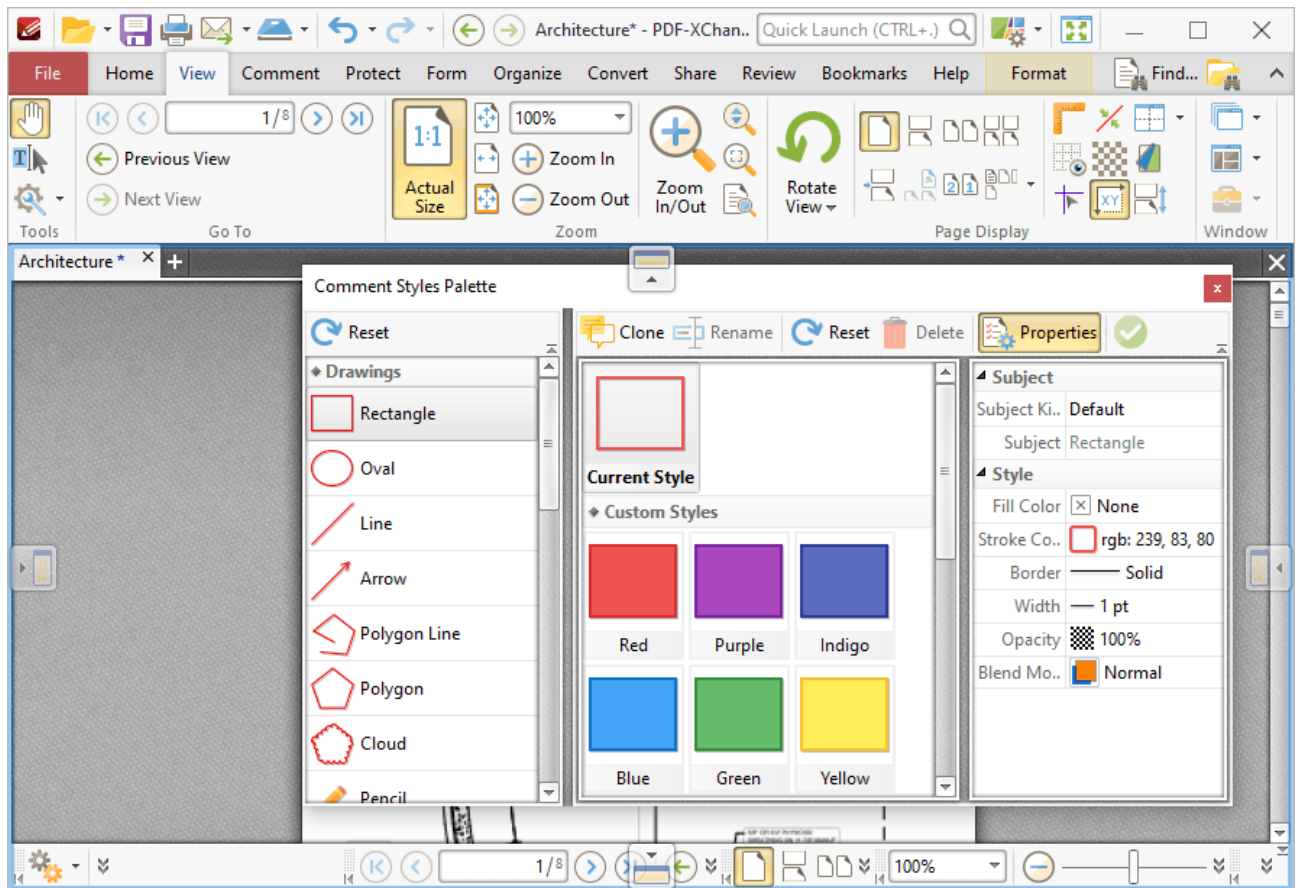 Architecture* - PDF-XChan.. Quick Launch (CTRL+.)
File Home View Comment Protect Form Organize Convert Share Review Bookmarks Help Format Find...
1/8
Previous View
Next View
1:1
Actual Size
100%
Zoom In
Zoom Out
Zoom In/Out
Rotate View
2 1
XY
Tools Go To Zoom Page Display Window
Architecture *
Comment Styles Palette
Reset
Clone Rename Reset Delete Properties
Drawings
Rectangle
Oval
Line
Arrow
Polygon Line
Polygon
Cloud
Pencil
Current Style
Custom Styles
Red Purple Indigo
Blue Green Yellow
Subject
Subject Ki.. Default
Subject Rectangle
Style
Fill Color None
Stroke Co.. rgb: 239, 83, 80
Border Solid
Width 1 pt
Opacity 100%
Blend Mo.. Normal
1/8
100%